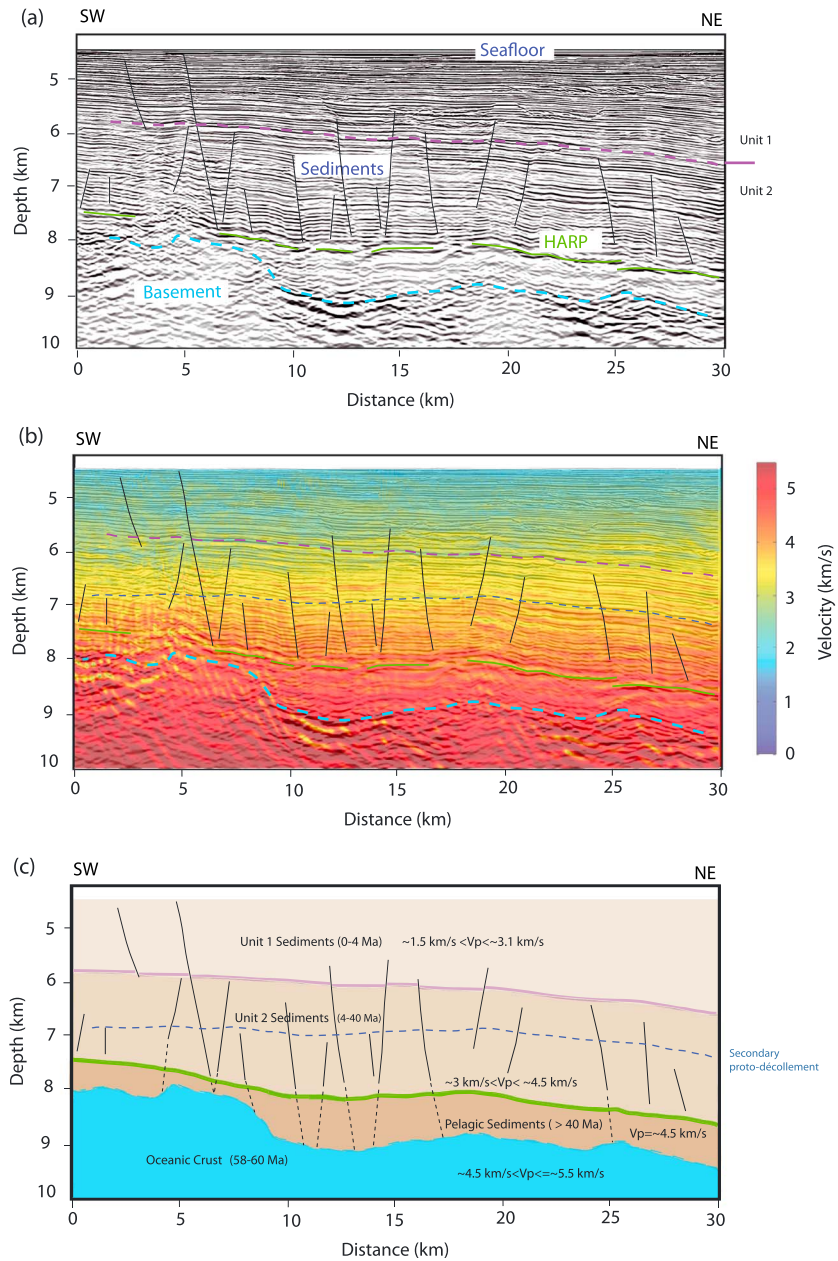 (a)
SW
NE
Seafloor
5
6
Unit 1
Sediments
7
Unit 2
Depth (km)
8
HARP
9
Basement
10
0
5
10
15
20
25
30
Distance (km)
(b)
SW
NE
5
6
7
8
9
10
Depth (km)
5
4
3
2
1
0
Velocity (km/s)
0
5
10
15
20
25
30
Distance (km)
(c)
SW
NE
5
Unit 1 Sediments (0-4 Ma) ~1.5 km/s <Vp<~3.1 km/s
6
Unit 2 Sediments (4-40 Ma)
7
Secondary
proto-décollement
Depth (km)
~3 km/s<Vp< ~4.5 km/s
8
Pelagic Sediments ( > 40 Ma)
Vp=~4.5 km/s
9
Oceanic Crust (58-60 Ma)
~4.5 km/s<Vp<=~5.5 km/s
10
0
5
10
15
20
25
30
Distance (km)